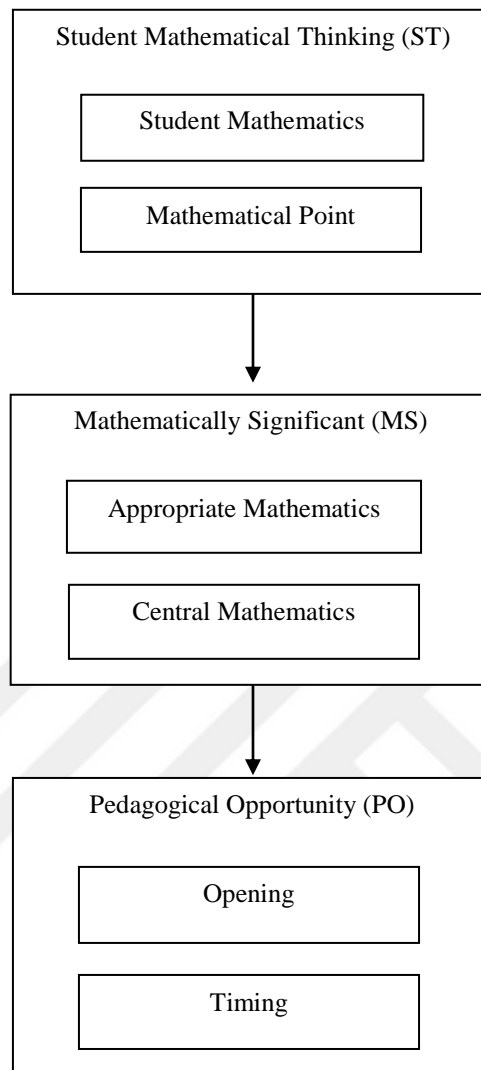 Student Mathematical Thinking (ST)
Student Mathematics
Mathematical Point
Mathematically Significant (MS)
Appropriate Mathematics
Central Mathematics
Pedagogical Opportunity (PO)
Opening
Timing